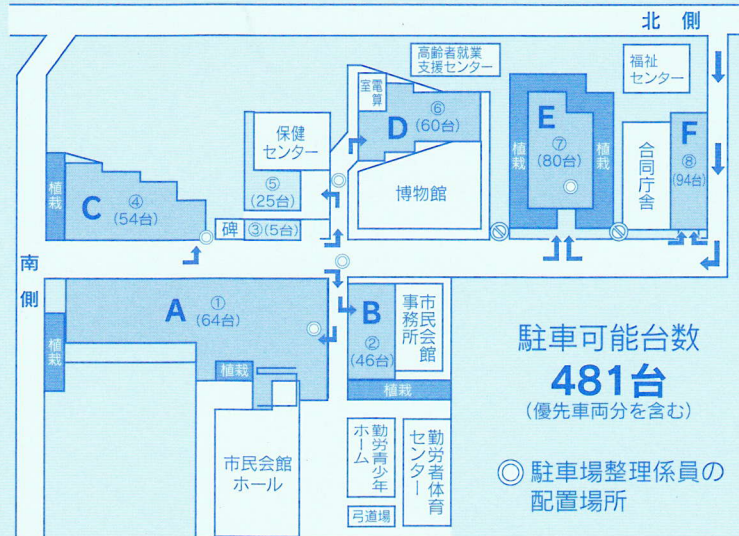 北側
高齢者就業
支援センター
福祉
センター
電算室
⑥
D
(60台)
E
⑦
(80台)
植栽
植栽
F
⑧
(94台)
合同庁舎
保健
センター
⑤
(25台)
博物館
植栽
C
④
(54台)
碑
③(5台)
南側
A
①
(64台)
B
②
(46台)
市民会館
事務所
植栽
植栽
植栽
市民会館
ホール
勤労青少年
ホーム
勤労者体育
センター
弓道場
駐車可能台数
481台
(優先車両分を含む)
◎駐車場整理係員の
配置場所